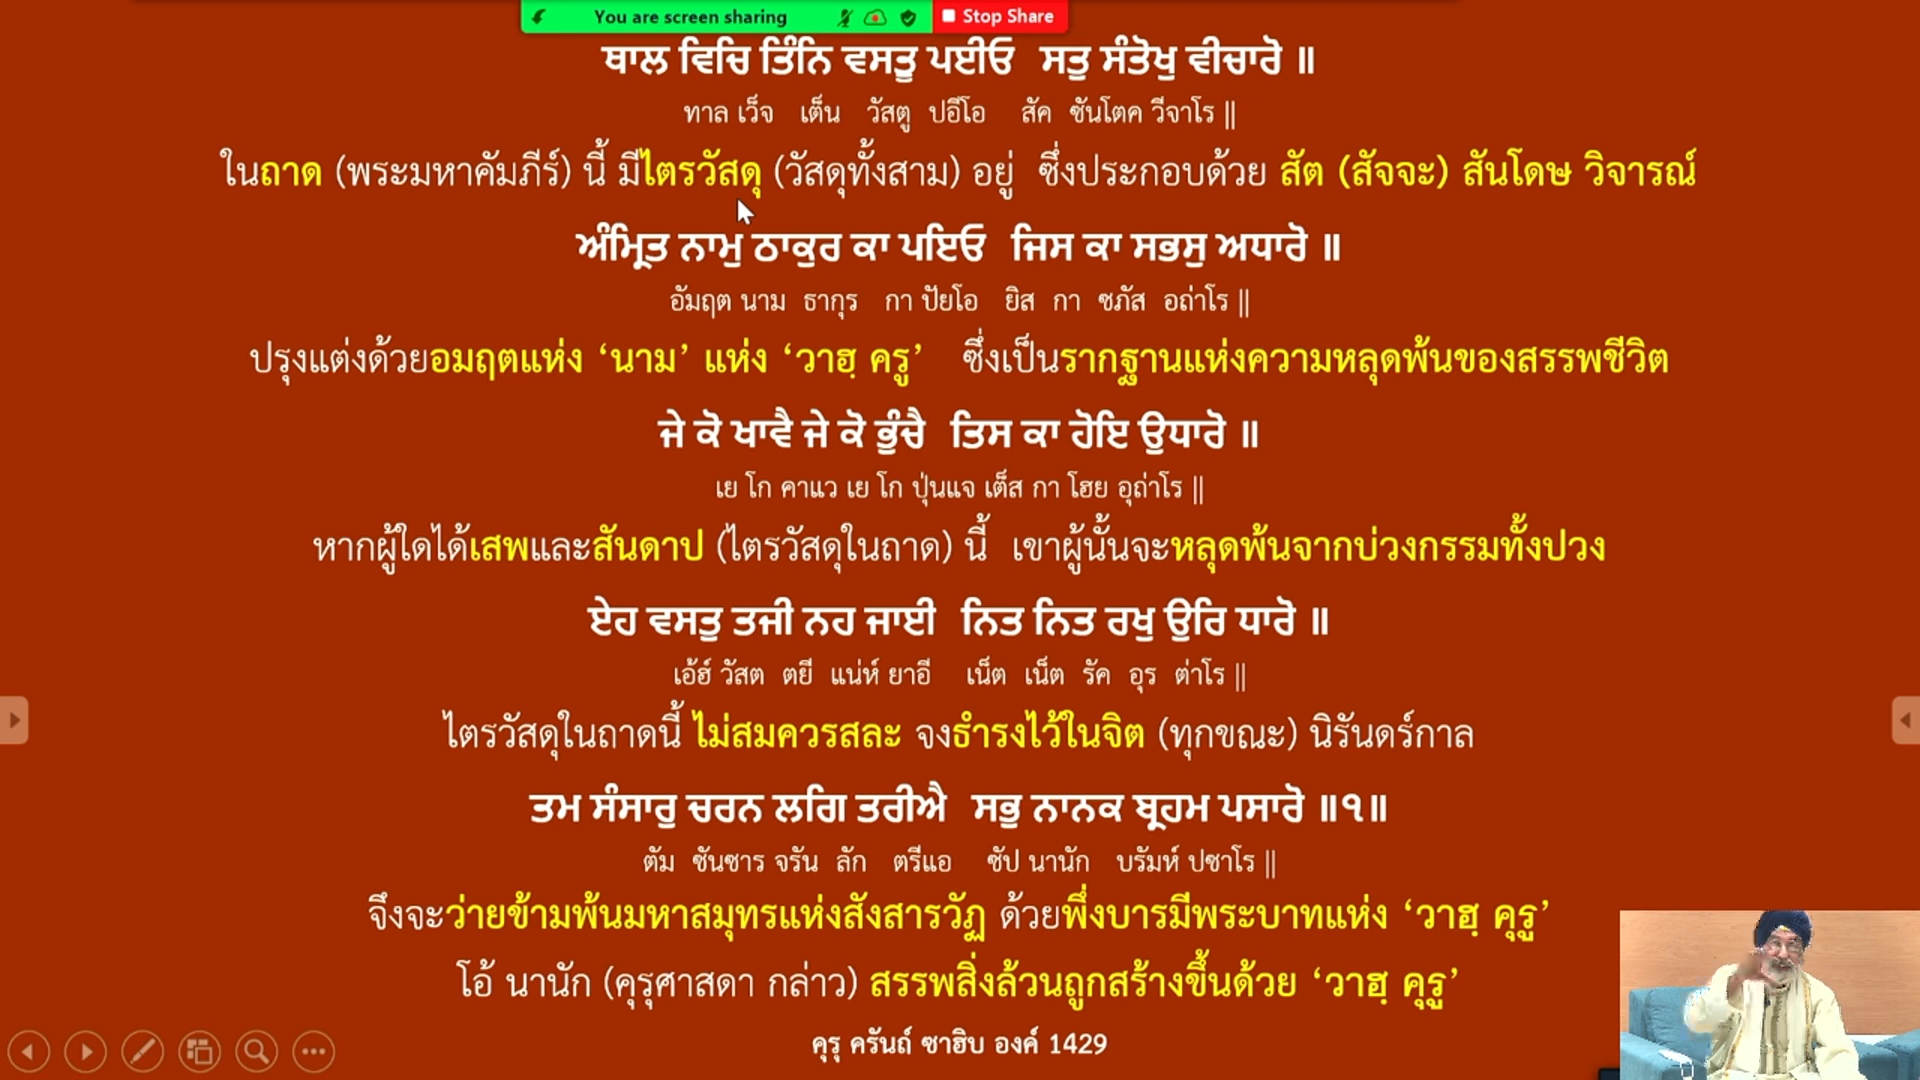 You are screen sharing Stop Share
ਥਾਲ ਵਿਚਿ ਤਿੰਨਿ ਵਸਤੂ ਪਈਓ ਸਤੁ ਸੰਤੋਖੁ ਵੀਚਾਰੋ ॥
ทาล เว็จ เต็น วัสตู ปอีโอ สัค ซันโตค วีจาโร ||
ในถาด (พระมหาคัมภีร์) นี้ มีไตรวัสดุ (วัสดุทั้งสาม) อยู่ ซึ่งประกอบด้วย สัต (สัจจะ) สันโดษ วิจารณ์
ਅੰਮ੍ਰਿਤ ਨਾਮੁ ਠਾਕੁਰ ਕਾ ਪਇਓ ਜਿਸ ਕਾ ਸਭਸੁ ਅਧਾਰੋ ॥
อัมฤต นาม ธากุร กา ปัยโอ ยิส กา ซภัส อถ่าโร ||
ปรุงแต่งด้วยอมฤตแห่ง ‘นาม’ แห่ง ‘วาฮฺ ครู’ ซึ่งเป็นรากฐานแห่งความหลุดพ้นของสรรพชีวิต
ਜੇ ਕੋ ਖਾਵੈ ਜੇ ਕੋ ਭੁੰਚੈ ਤਿਸ ਕਾ ਹੋਇ ਉਧਾਰੋ ॥
เย โก คาแว เย โก ปุ่นแจ เต็ส กา โฮย อุถ่าโร ||
หากผู้ใดได้เสพและสันดาป (ไตรวัสดุในถาด) นี้ เขาผู้นั้นจะหลุดพ้นจากบ่วงกรรมทั้งปวง
ਏਹ ਵਸਤੁ ਤਜੀ ਨਹ ਜਾਈ ਨਿਤ ਨਿਤ ਰਖੁ ਉਰਿ ਧਾਰੋ ॥
เอ้ฮ์ วัสต ตยี แน่ห์ ยาอี เน็ต เน็ต รัค อุร ต่าโร ||
ไตรวัสดุในถาดนี้ ไม่สมควรสละ จงธำรงไว้ในจิต (ทุกขณะ) นิรันดร์กาล
ਤਮ ਸੰਸਾਰੁ ਚਰਨ ਲਗਿ ਤਰੀਐ ਸਭੁ ਨਾਨਕ ਬ੍ਰਹਮ ਪਸਾਰੋ ॥੧॥
ตัม ซันซาร จรัน ลัก ตรีแอ ซัป นานัก บรัมห์ ปซาโร ||
จึงจะว่ายข้ามพ้นมหาสมุทรแห่งสังสารวัฏ ด้วยพึ่งบารมีพระบาทแห่ง ‘วาฮฺ คุรู’
โอ้ นานัก (คุรุศาสดา กล่าว) สรรพสิ่งล้วนถูกสร้างขึ้นด้วย ‘วาฮฺ คุรู’
คุรุ ครันถ์ ซาฮิบ องค์ 1429